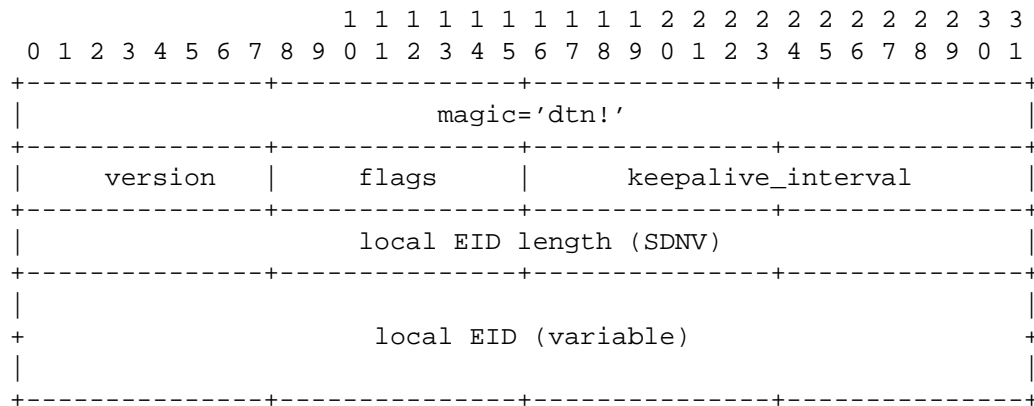 1 1 1 1 1 1 1 1 1 1 2 2 2 2 2 2 2 2 2 2 3 3
 0 1 2 3 4 5 6 7 8 9 0 1 2 3 4 5 6 7 8 9 0 1 2 3 4 5 6 7 8 9 0 1
+---------------+---------------+---------------+---------------+
|                          magic='dtn!'                         |
+---------------+---------------+---------------+---------------+
|     version   |     flags     |      keepalive_interval       |
+---------------+---------------+---------------+---------------+
|                     local EID length (SDNV)                   |
+---------------+---------------+---------------+---------------+
|                                                               |
+                      local EID (variable)                     +
|                                                               |
+---------------+---------------+---------------+---------------+